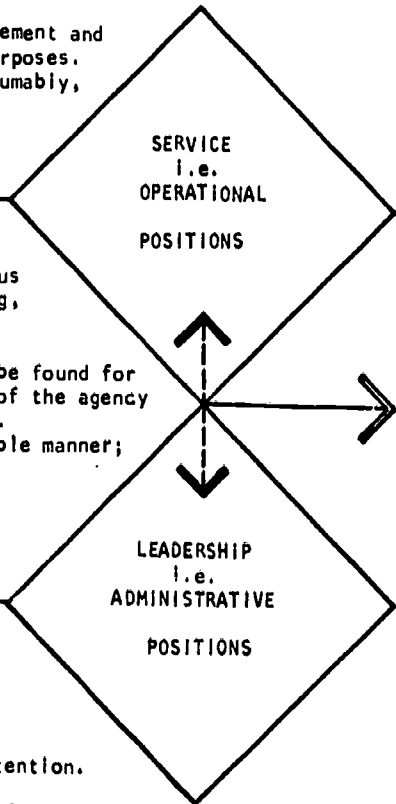 ement and
rposes.
umably,
SERVICE
i.e.
OPERATIONAL
POSITIONS
us
g,
be found for
of the agency
.
ole manner;
LEADERSHIP
i.e.
ADMINISTRATIVE
POSITIONS
tention.